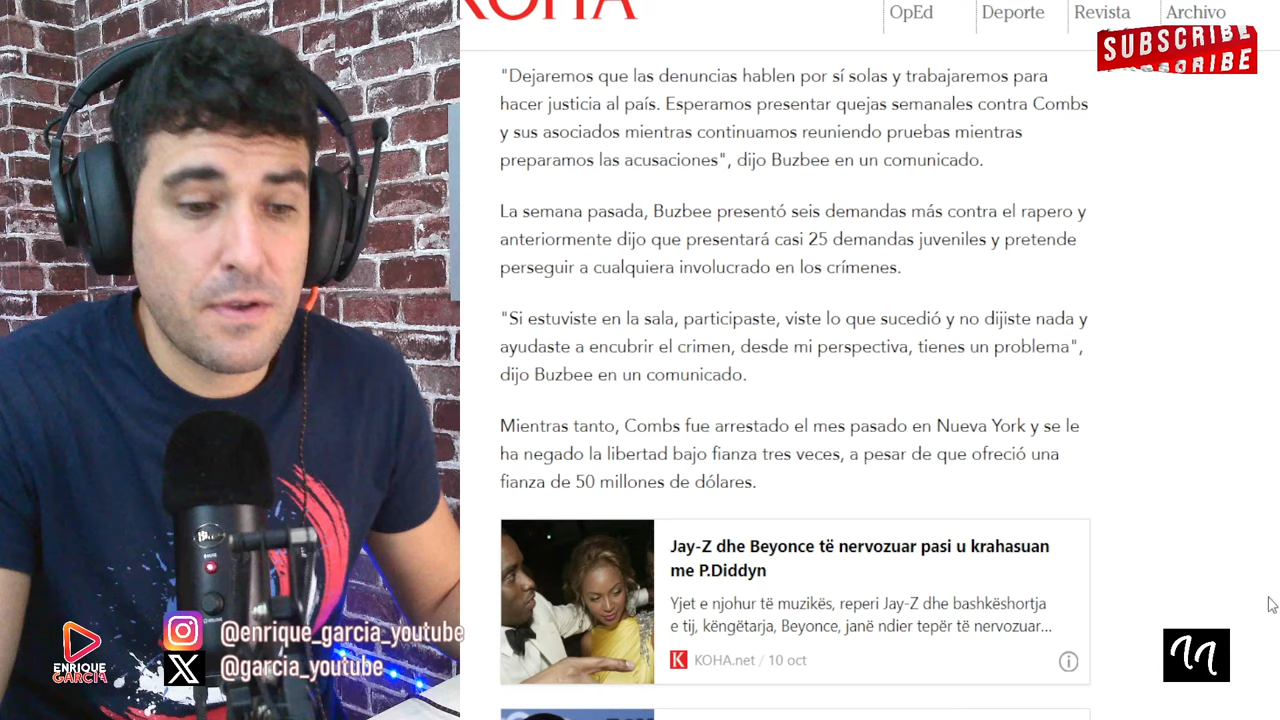 KOHA
OpEd
Deporte
Revista
Archivo
SUBSCRIBE
SUBSCRIBE
"Dejaremos que las denuncias hablen por sí solas y trabajaremos para
hacer justicia al país. Esperamos presentar quejas semanales contra Combs
y sus asociados mientras continuamos reuniendo pruebas mientras
preparamos las acusaciones", dijo Buzbee en un comunicado.
La semana pasada, Buzbee presentó seis demandas más contra el rapero y
anteriormente dijo que presentará casi 25 demandas juveniles y pretende
perseguir a cualquiera involucrado en los crímenes.
"Si estuviste en la sala, participaste, viste lo que sucedió y no dijiste nada y
ayudaste a encubrir el crimen, desde mi perspectiva, tienes un problema",
dijo Buzbee en un comunicado.
Mientras tanto, Combs fue arrestado el mes pasado en Nueva York y se le
ha negado la libertad bajo fianza tres veces, a pesar de que ofreció una
fianza de 50 millones de dólares.
Jay-Z dhe Beyonce të nervozuar pasi u krahasuan
me P.Diddyn
Yjet e njohur të muzikës, reperi Jay-Z dhe bashkëshortja
e tij, këngëtarja, Beyonce, janë ndier tepër të nervozuar...
K KOHA.net / 10 oct
ENRIQUE
GARCIA
@enrique_garcia_youtube
@garcia_youtube